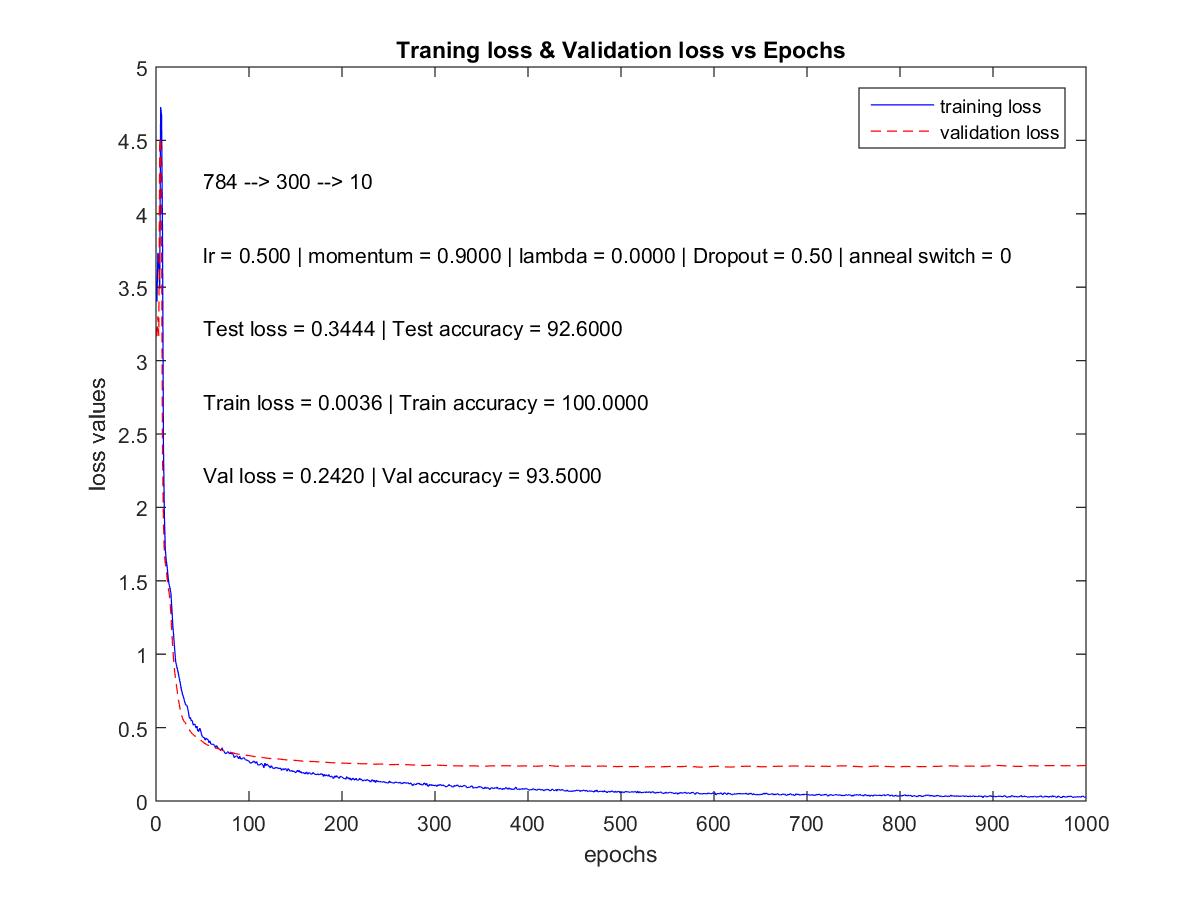 Traning loss & Validation loss vs Epochs
training loss
validation loss
784 --> 300 --> 10
lr = 0.500 | momentum = 0.9000 | lambda = 0.0000 | Dropout = 0.50 | anneal switch = 0
Test loss = 0.3444 | Test accuracy = 92.6000
Train loss = 0.0036 | Train accuracy = 100.0000
Val loss = 0.2420 | Val accuracy = 93.5000
loss values
5
4.5
4
3.5
3
2.5
2
1.5
1
0.5
0
0 100 200 300 400 500 600 700 800 900 1000
epochs